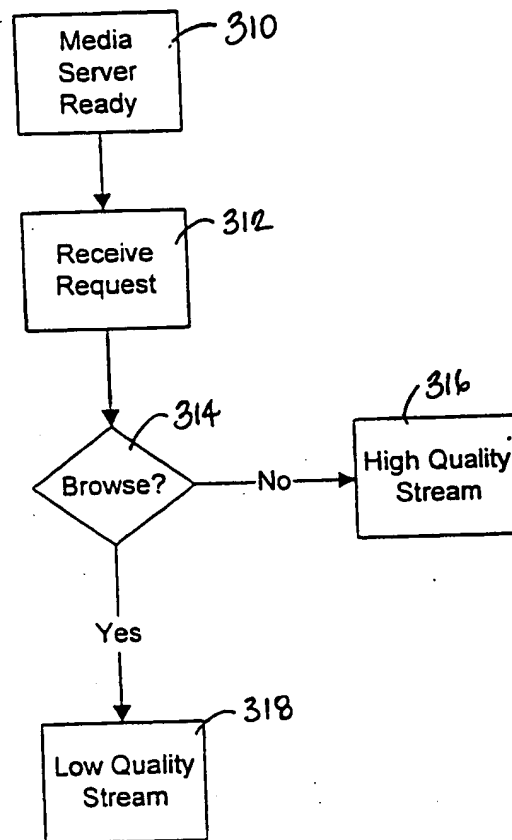 Media
Server
Ready
310
Receive
Request
312
314
Browse?
No
316
High Quality
Stream
Yes
318
Low Quality
Stream